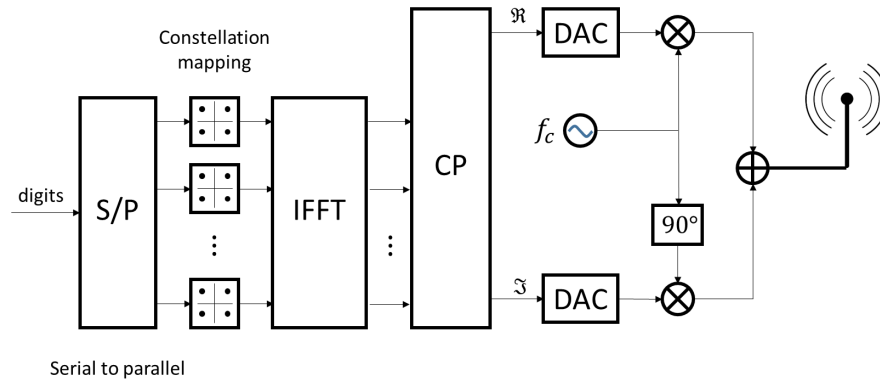 Constellation
mapping
digits
S/P
IFFT
CP
ℜ
DAC
f_c
90°
ℑ
DAC
Serial to parallel